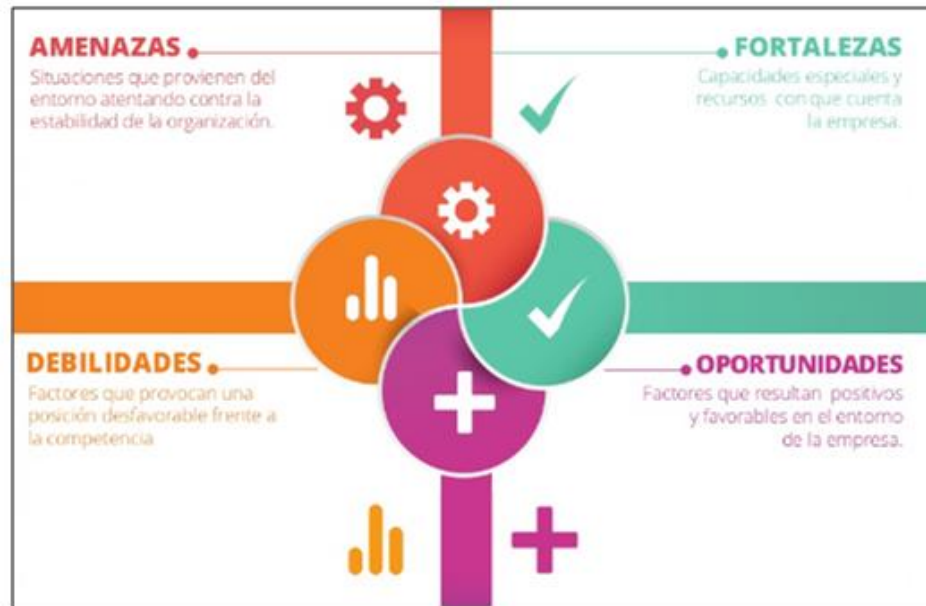 AMENAZAS
Situaciones que provienen del
entorno atentando contra la
estabilidad de la organización.
FORTALEZAS
Capacidades especiales y
recursos con que cuenta
la empresa.
DEBILIDADES
Factores que provocan una
posición desfavorable frente a
la competencia
OPORTUNIDADES
Factores que resultan positivos
y favorables en el entorno
de la empresa.